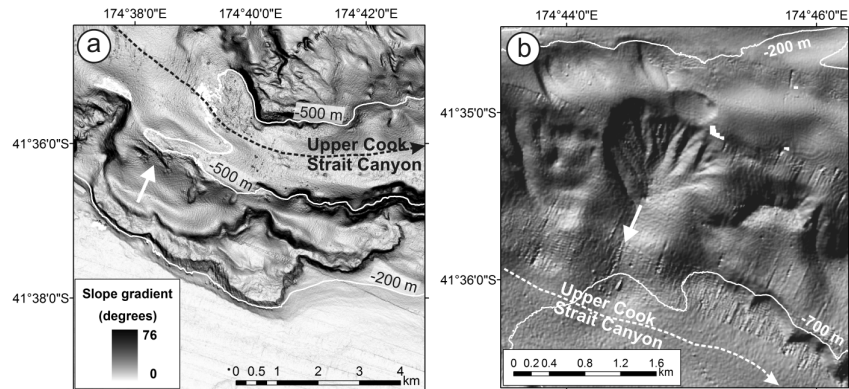 174°38'0"E 174°40'0"E 174°42'0"E
a
-500 m
41°36'0"S
Upper Cook
Strait Canyon
-500 m
-200 m
41°38'0"S
Slope gradient
(degrees)
76
0
0 0.5 1 2 3 4
km
174°44'0"E 174°46'0"E
b
-200 m
41°35'0"S
41°36'0"S
Upper Cook
Strait Canyon
-700 m
0 0.2 0.4 0.8 1.2 1.6
km